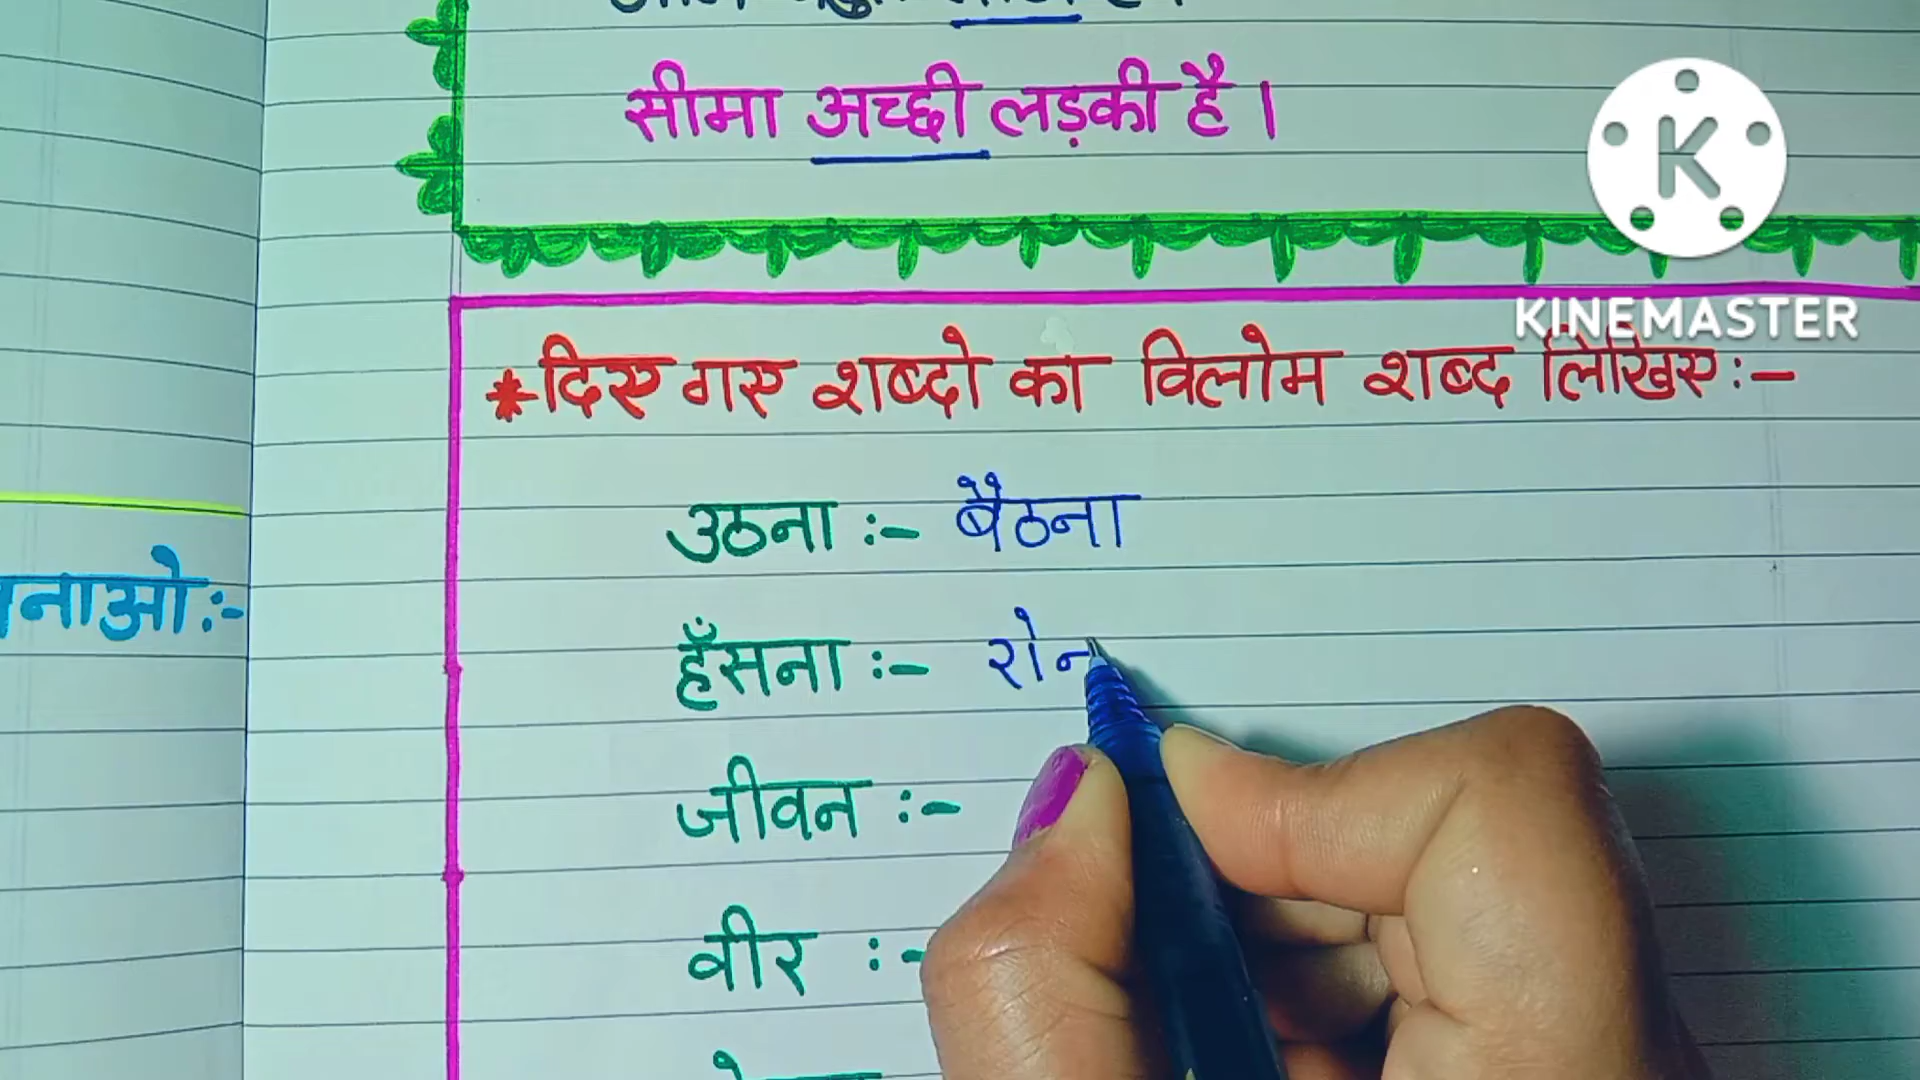 सीमा अच्छी लड़की है।
KINEMASTER
*दिए गए शब्दो का विलोम शब्द लिखिए :-
उठना :- बैठना
नाओ :-
हँसना :- रोन
जीवन :-
वीर :-